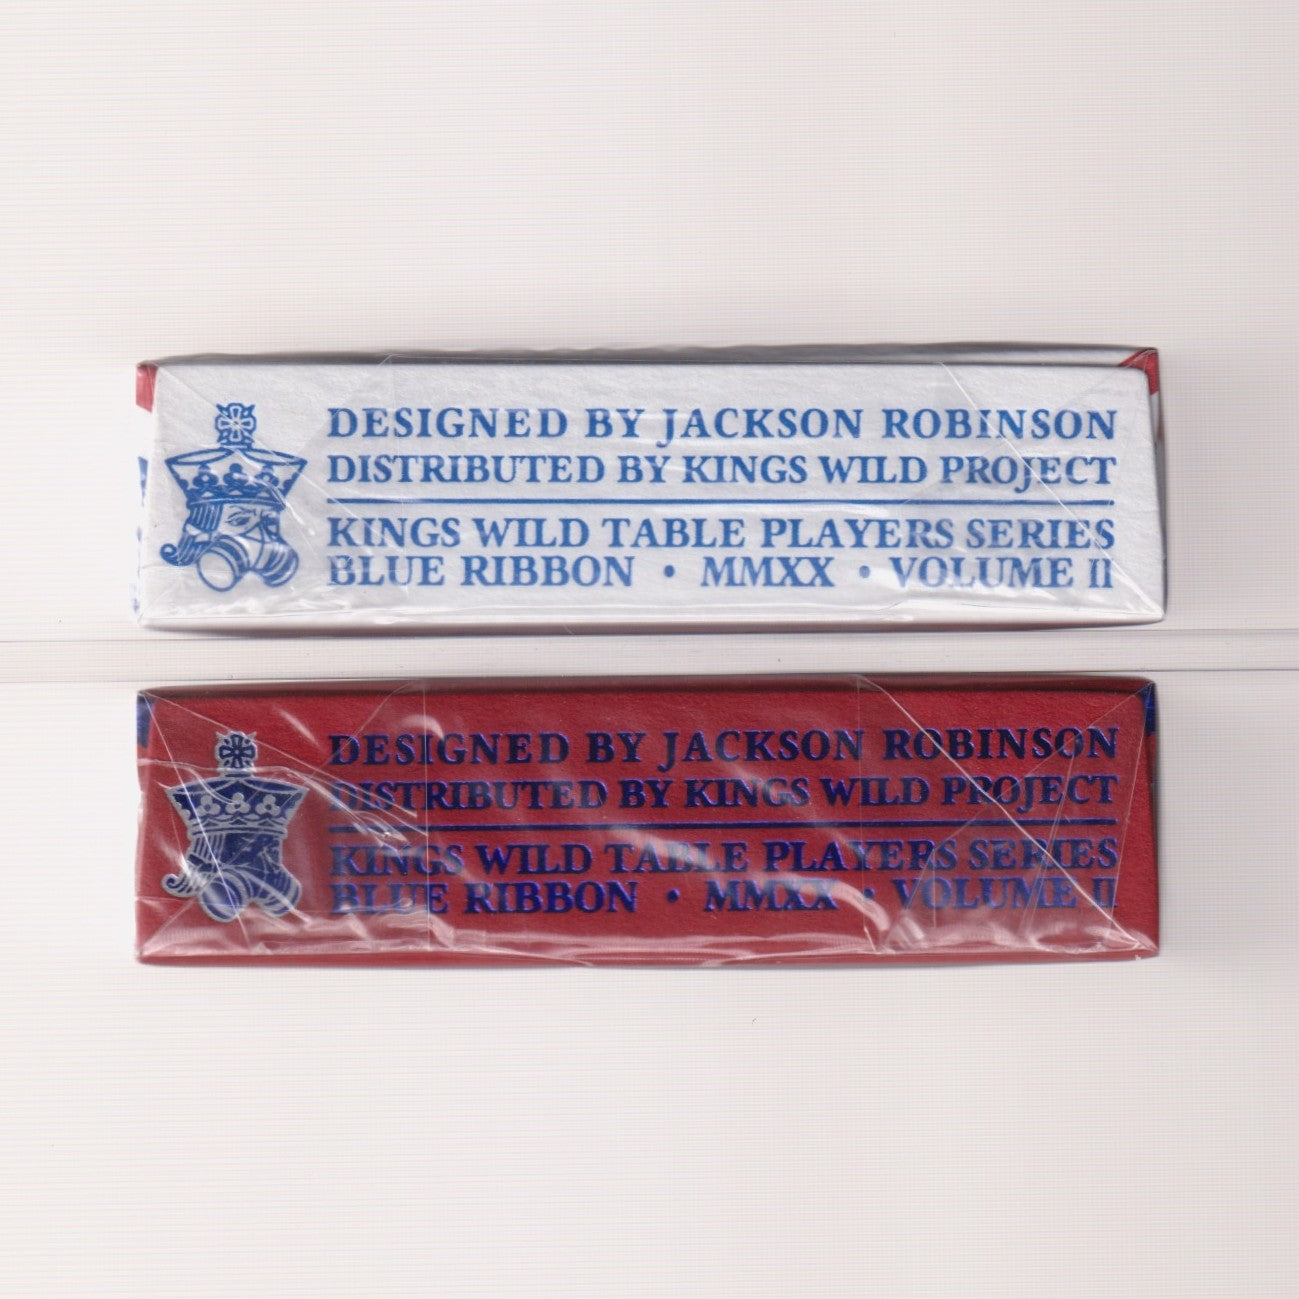 DESIGNED BY JACKSON ROBINSON
DISTRIBUTED BY KINGS WILD PROJECT
KINGS WILD TABLE PLAYERS SERIES
BLUE RIBBON • MMXX • VOLUME II
DESIGNED BY JACKSON ROBINSON
DISTRIBUTED BY KINGS WILD PROJECT
KINGS WILD TABLE PLAYERS SERIES
BLUE RIBBON • MMXX • VOLUME II